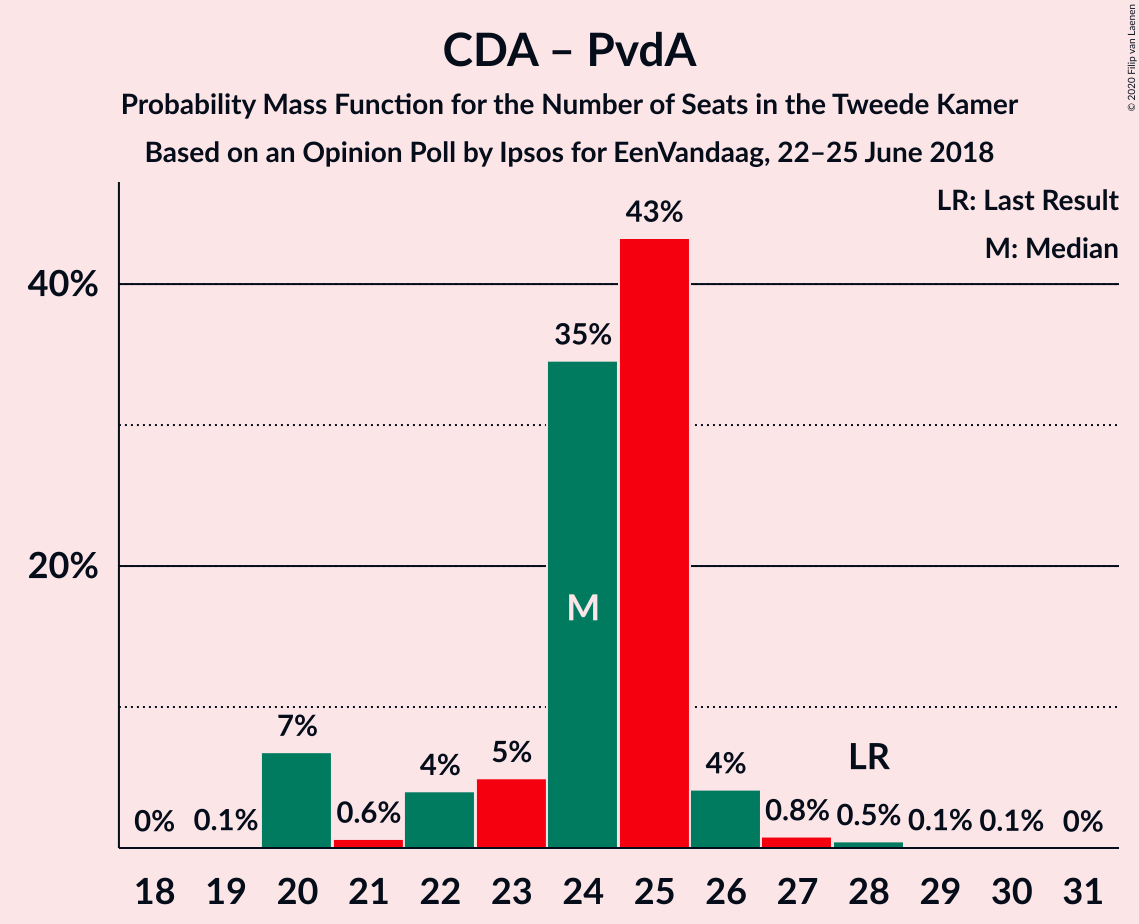 CDA – PvdA
Probability Mass Function for the Number of Seats in the Tweede Kamer
Based on an Opinion Poll by Ipsos for EenVandaag, 22–25 June 2018
© 2020 Filip van Laenen
LR: Last Result
M: Median
43%
40%
35%
20%
M
7%
4%
5%
4%
LR
0%
0.1%
0.6%
0.8%
0.5%
0.1%
0.1%
0%
18 19 20 21 22 23 24 25 26 27 28 29 30 31